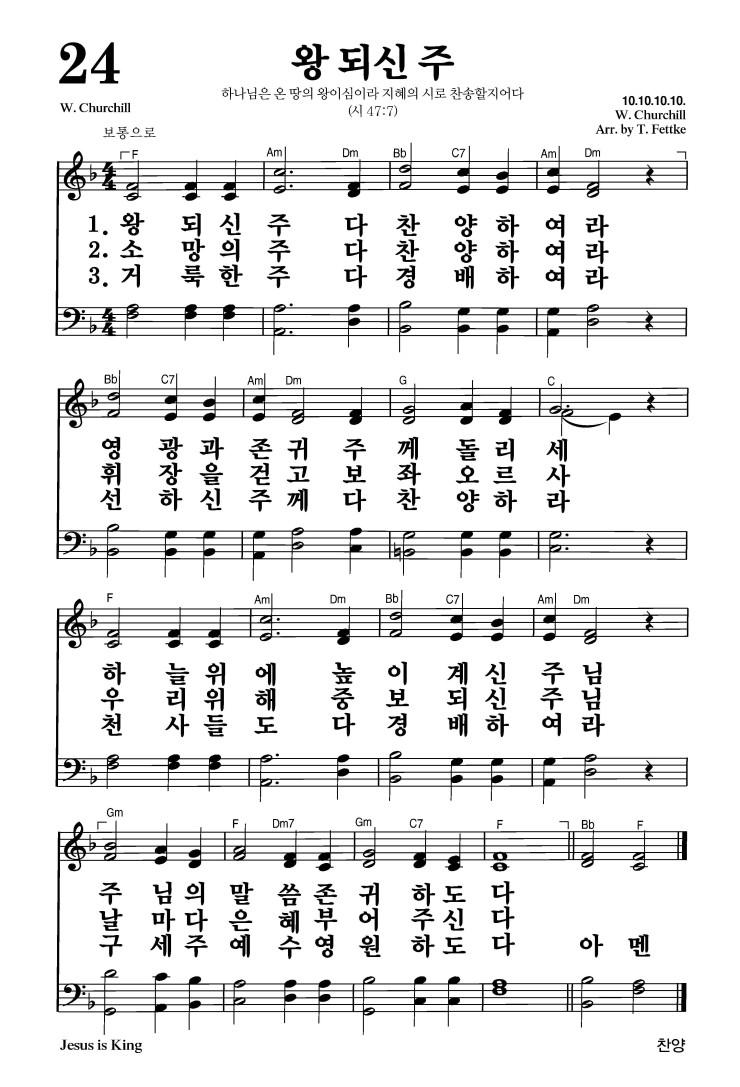 24
왕 되신 주
하나님은 온 땅의 왕이심이라 지혜의 시로 찬송할지어다
(시 47:7)
W. Churchill
10.10.10.10.
W. Churchill
Arr. by T. Fettke
보통으로
F Am Dm Bb C7 Am Dm
1. 왕 되 신 주 다 찬 양 하 여 라
2. 소 망 의 주 다 찬 양 하 여 라
3. 거 룩 한 주 다 경 배 하 여 라
Bb C7 Am Dm G C
영 광 과 존 귀 주 께 돌 리 세
휘 장 을 걷 고 보 좌 오 르 사
선 하 신 주 께 다 찬 양 하 라
F Am Dm Bb C7 Am Dm
하 늘 위 에 높 이 계 신 주 님
우 리 위 해 중 보 되 신 주 님
천 사 들 도 다 경 배 하 여 라
Gm F Dm7 Gm C7 F Bb F
주 님 의 말 씀 존 귀 하 도 다
날 마 다 은 혜 부 어 주 신 다
구 세 주 예 수 영 원 하 도 다 아 멘
Jesus is King
찬양